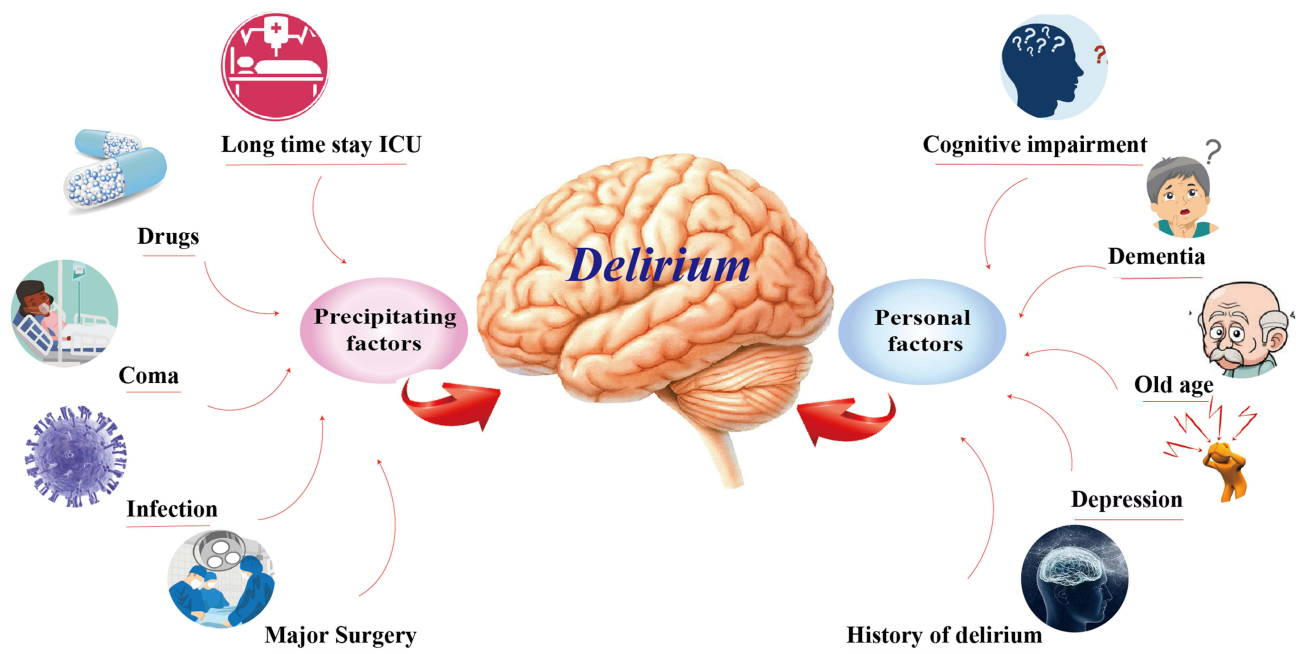 Long time stay ICU
Drugs
Coma
Infection
Major Surgery
Precipitating
factors
Delirium
Personal
factors
Cognitive impairment
Dementia
Old age
Depression
History of delirium